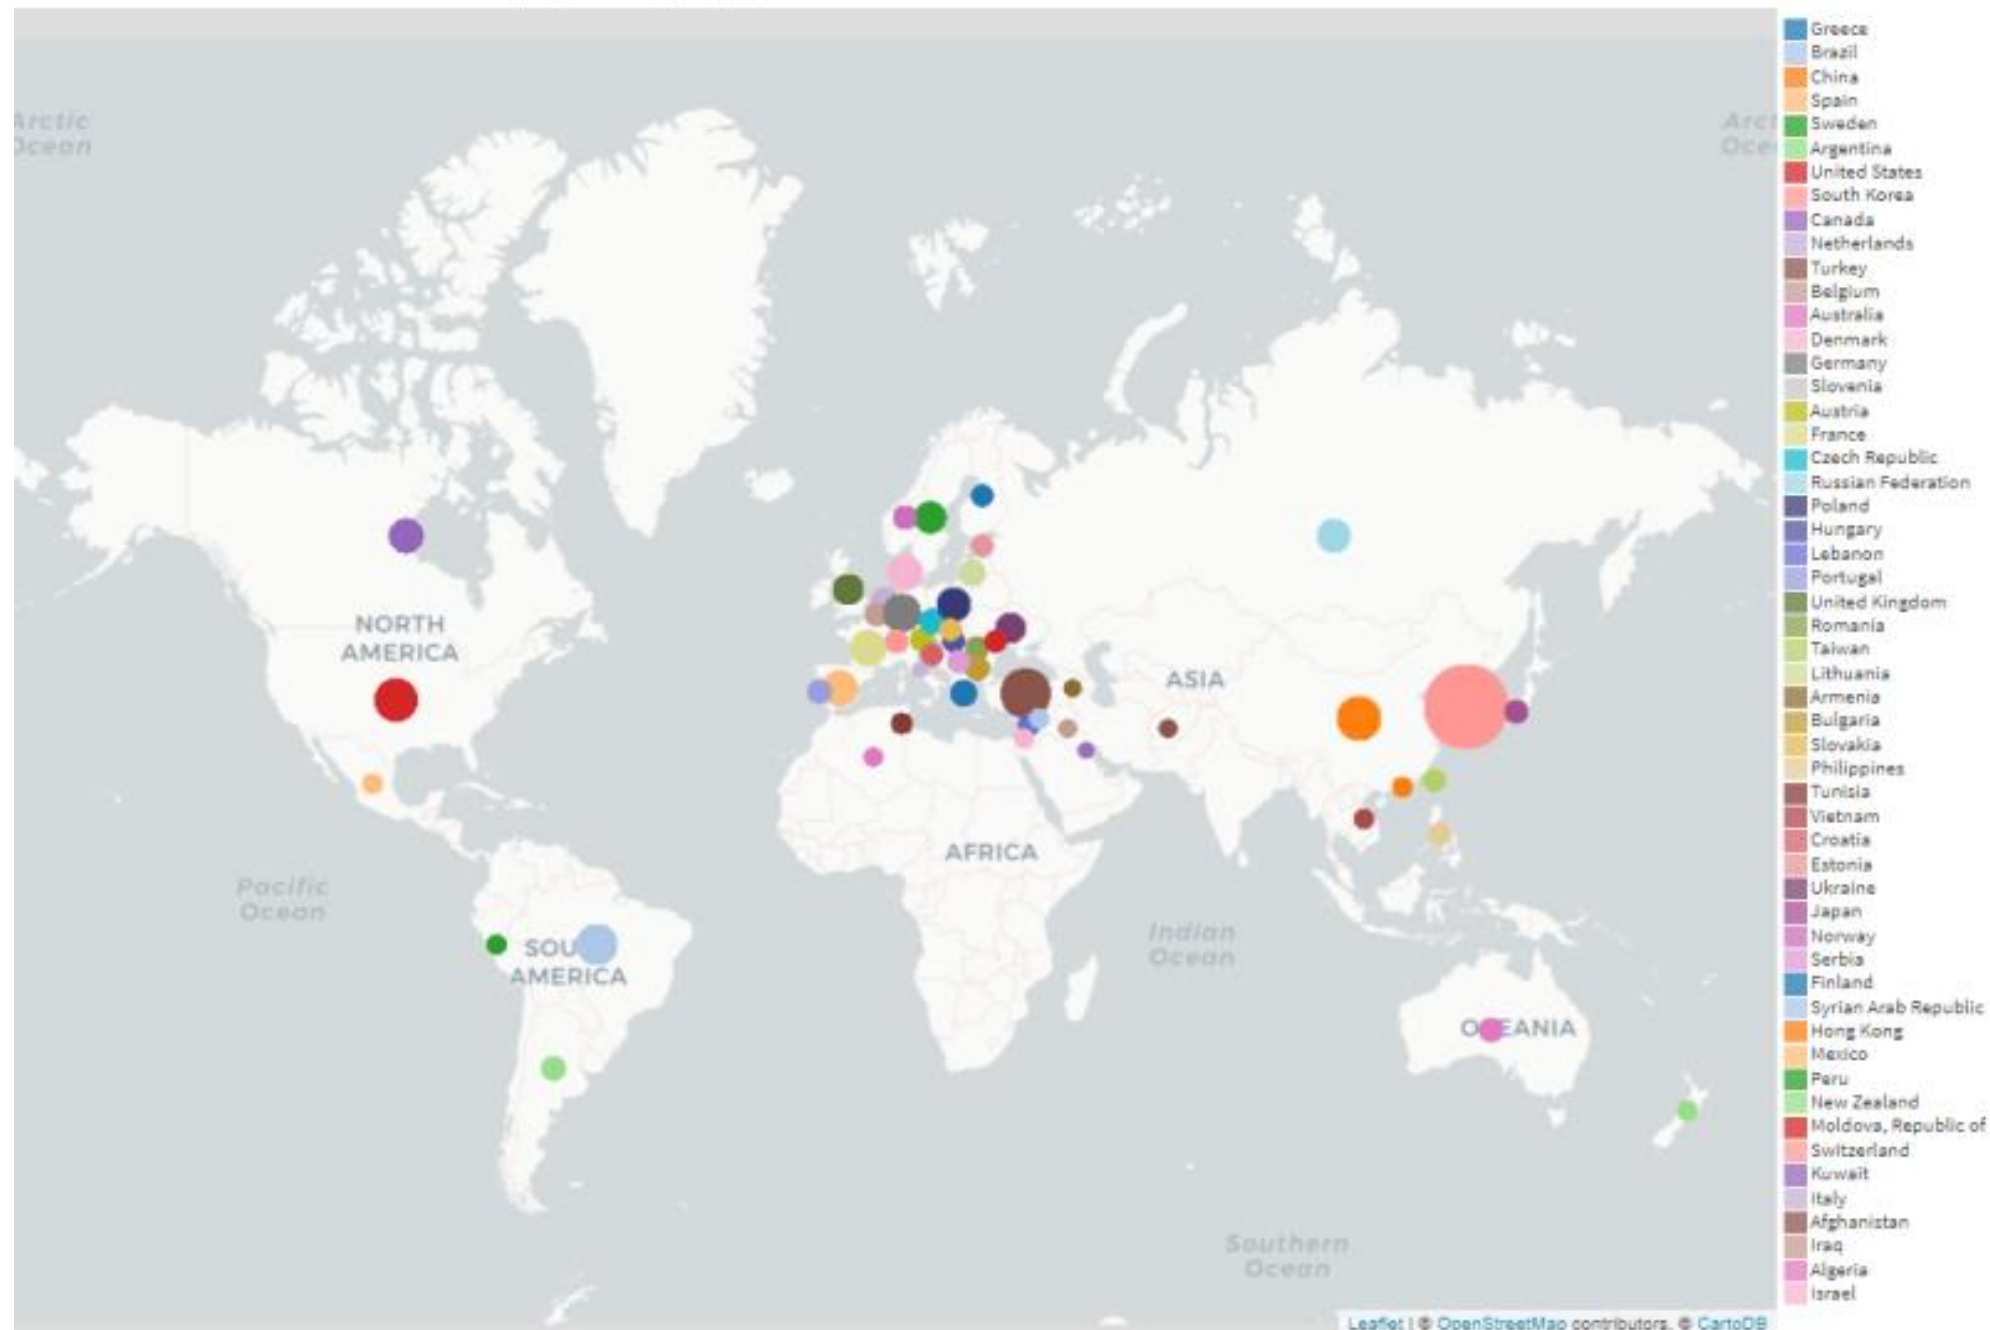 Arctic
Ocean
NORTH
AMERICA
ASIA
AFRICA
Pacific
Ocean
SOU
AMERICA
Indian
Ocean
O EANIA
Southern
Ocean
Leaflet | © OpenStreetMap contributors, © CartoDB
Greece
Brazil
China
Spain
Sweden
Argentina
United States
South Korea
Canada
Netherlands
Turkey
Belgium
Australia
Denmark
Germany
Slovenia
Austria
France
Czech Republic
Russian Federation
Poland
Hungary
Lebanon
Portugal
United Kingdom
Romania
Taiwan
Lithuania
Armenia
Bulgaria
Slovakia
Philippines
Tunisia
Vietnam
Croatia
Estonia
Ukraine
Japan
Norway
Serbia
Finland
Syrian Arab Republic
Hong Kong
Mexico
Peru
New Zealand
Moldova, Republic of
Switzerland
Kuwait
Italy
Afghanistan
Iraq
Algeria
Israel